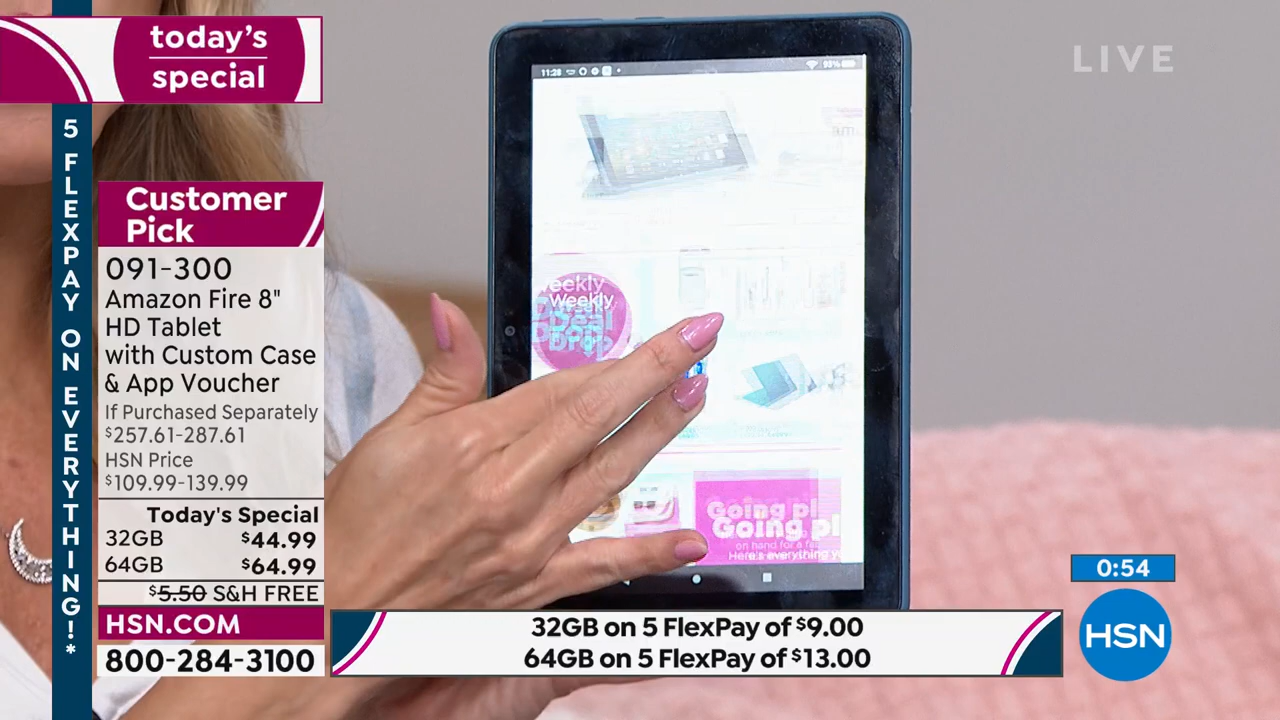 today's
special
LIVE
5 FLEXPAY ON EVERYTHING!*
Customer
Pick
091-300
Amazon Fire 8"
HD Tablet
with Custom Case
& App Voucher
If Purchased Separately
$257.61-287.61
HSN Price
$109.99-139.99
Today's Special
32GB $44.99
64GB $64.99
$5.50 S&H FREE
HSN.COM
800-284-3100
11:28
93%
Weekly
Deal
Drop
Going pl
on hand for a
Here's everything
32GB on 5 FlexPay of $9.00
64GB on 5 FlexPay of $13.00
0:54
HSN